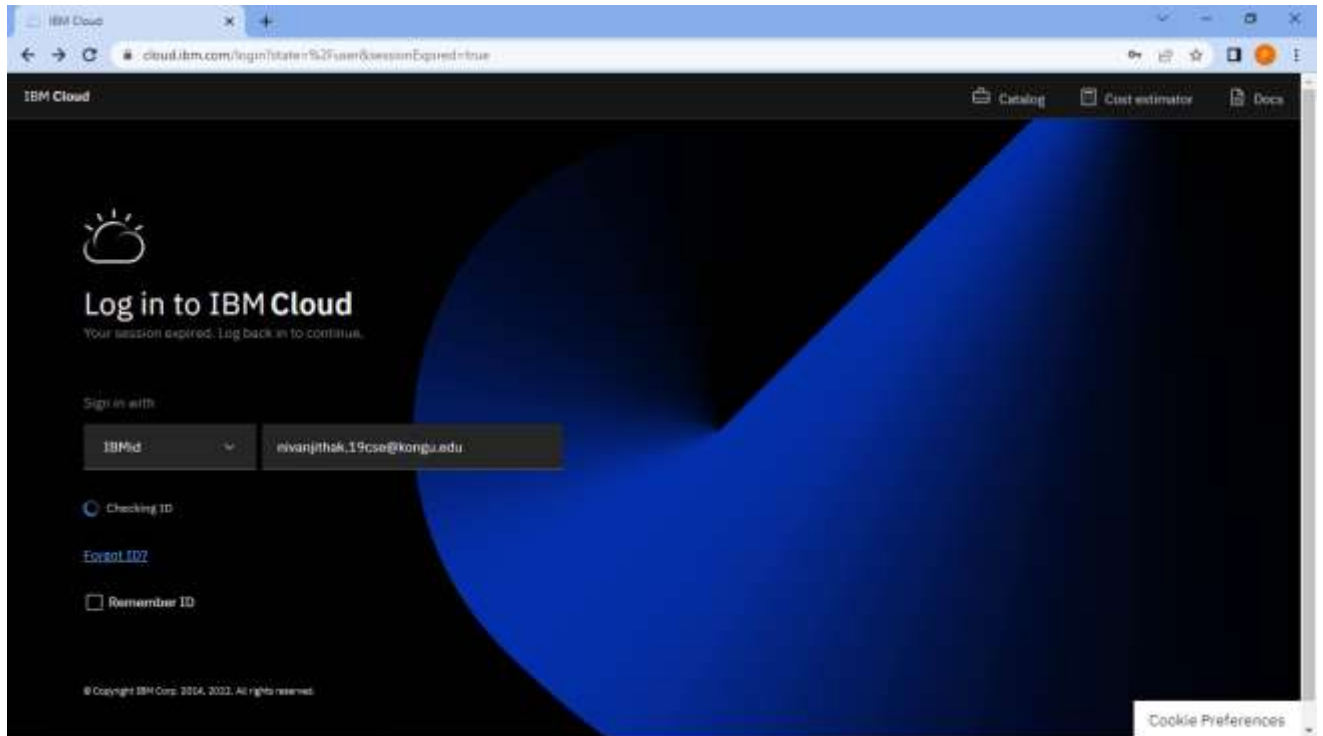 IBM Cloud
cloud.ibm.com/login?state=%2Fuser&sessionExpired=true
IBM Cloud
Catalog
Cost estimator
Docs
Log in to IBM Cloud
Your session expired. Log back in to continue.
Sign in with
IBMid
nivanjithak.19cse@kongu.edu
Checking ID
Forgot ID?
Remember ID
© Copyright IBM Corp. 2014, 2022. All rights reserved.
Cookie Preferences